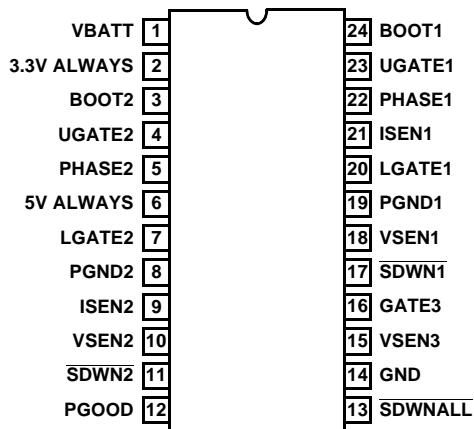 VBATT 1 24 BOOT1
3.3V ALWAYS 2 23 UGATE1
BOOT2 3 22 PHASE1
UGATE2 4 21 ISEN1
PHASE2 5 20 LGATE1
5V ALWAYS 6 19 PGND1
LGATE2 7 18 VSEN1
PGND2 8 17 SDWN1
ISEN2 9 16 GATE3
VSEN2 10 15 VSEN3
SDWN2 11 14 GND
PGOOD 12 13 SDWNALL